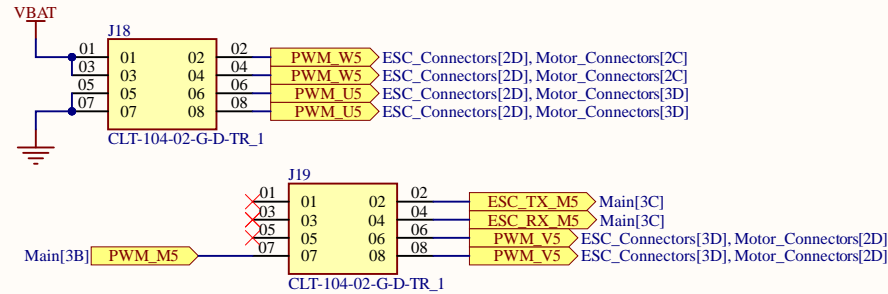 VBAT
J18
01 01 02 02 PWM_W5 ESC_Connectors[2D], Motor_Connectors[2C]
03 03 04 04 PWM_W5 ESC_Connectors[2D], Motor_Connectors[2C]
05 05 06 06 PWM_U5 ESC_Connectors[2D], Motor_Connectors[3D]
07 07 08 08 PWM_U5 ESC_Connectors[2D], Motor_Connectors[3D]
CLT-104-02-G-D-TR_1
J19
01 01 02 02 ESC_TX_M5 Main[3C]
03 03 04 04 ESC_RX_M5 Main[3C]
05 05 06 06 PWM_V5 ESC_Connectors[3D], Motor_Connectors[2D]
Main[3B] PWM_M5 07 07 08 08 PWM_V5 ESC_Connectors[3D], Motor_Connectors[2D]
CLT-104-02-G-D-TR_1